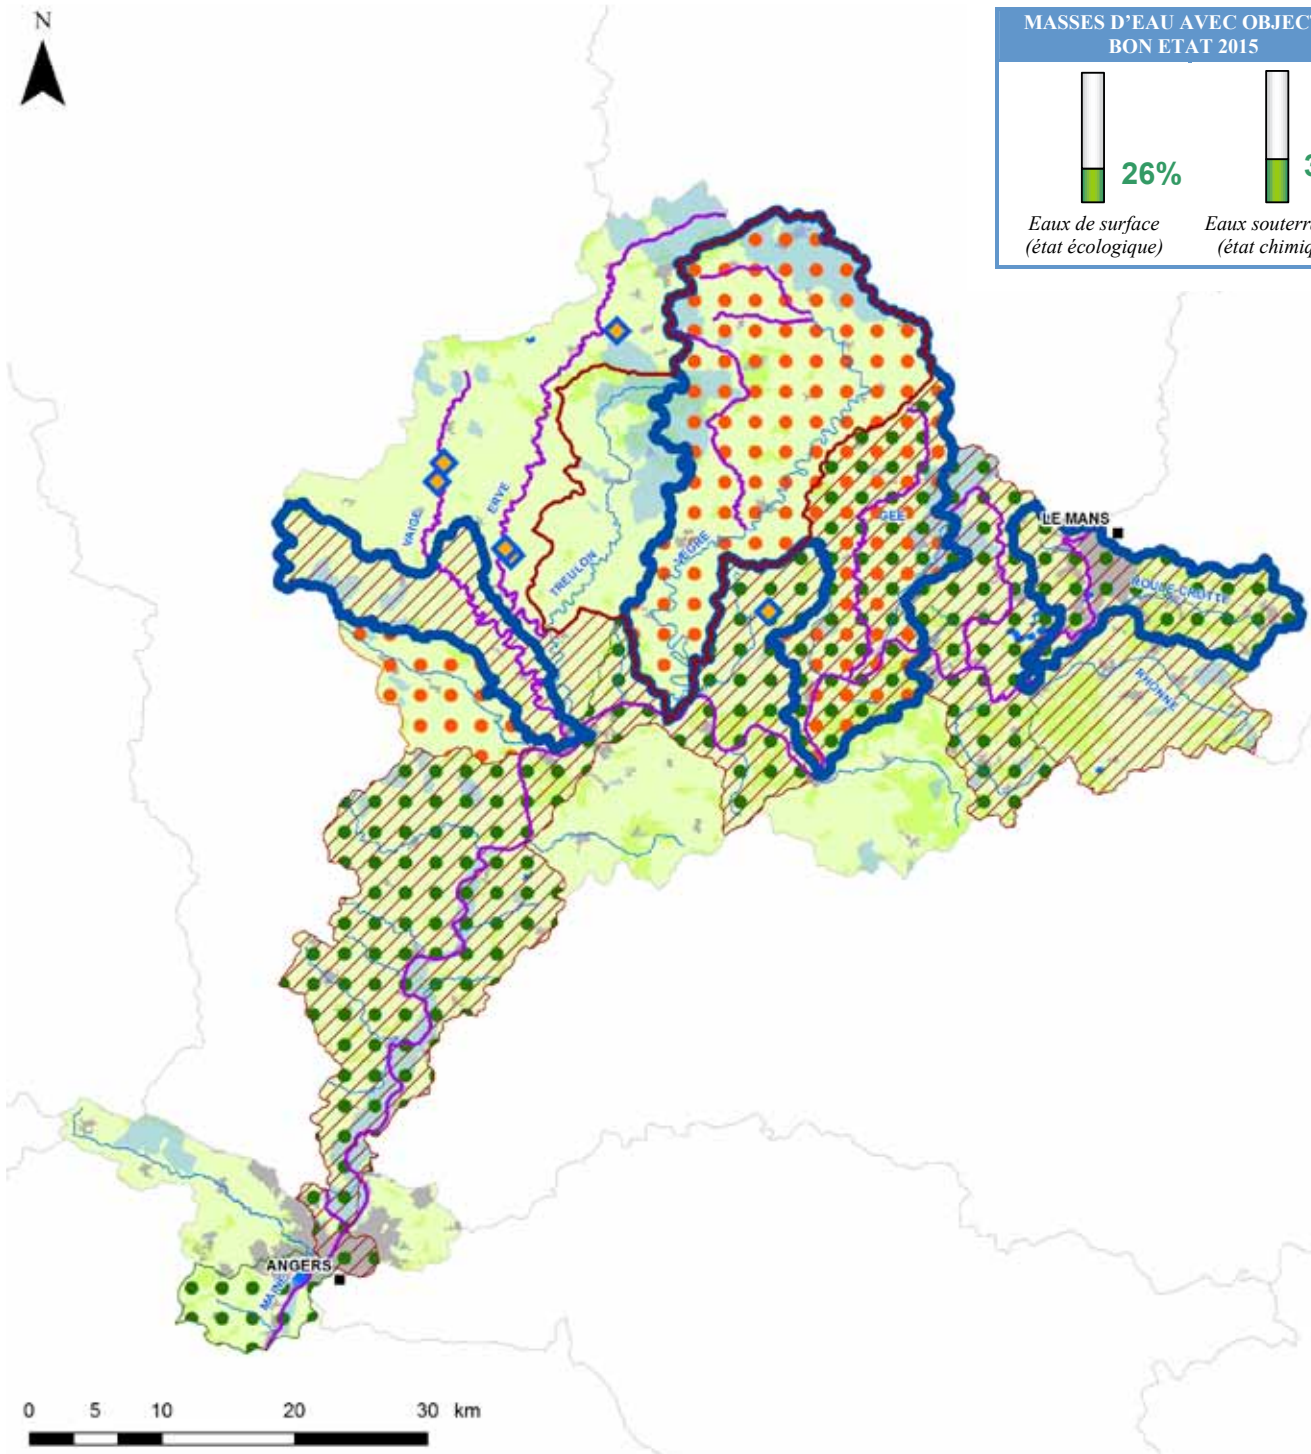 N
MASSES D'EAU AVEC OBJEC
BON ETAT 2015
26%
3
Eaux de surface
(état écologique)
Eaux souterr
(état chimiq
VAIGE
ERVE
TREULON
VEGRE
GEE
LE MANS
ROULE-CROTTE
RHONNE
ANGERS
MAINE
0 5 10 20 30 km